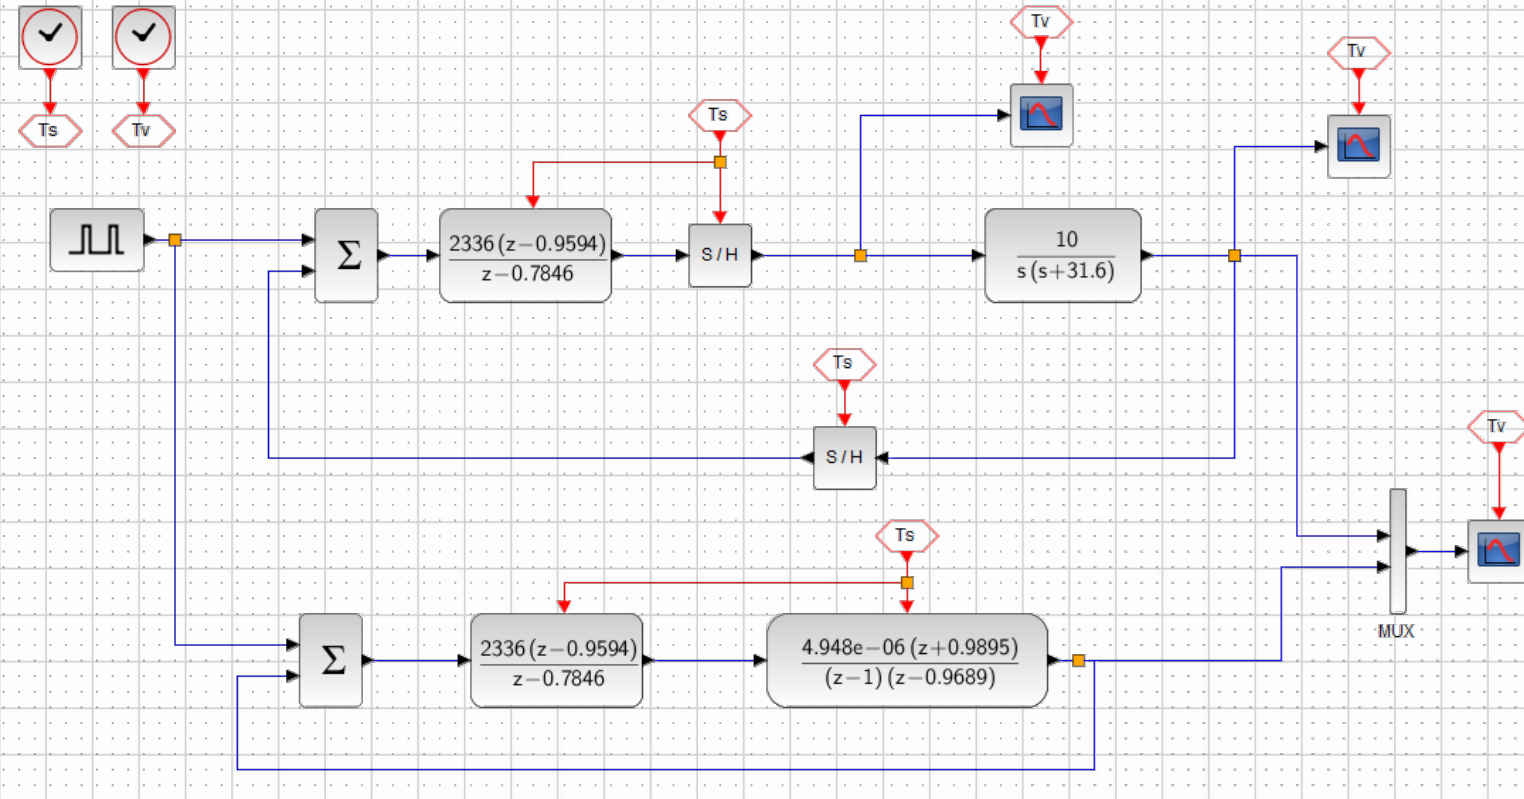 Tv
Tv
Ts
Tv
Ts
2336(z−0.9594)
z−0.7846
Σ
S/H
10
s(s+31.6)
Ts
S/H
Tv
Ts
Σ
2336(z−0.9594)
z−0.7846
4.948e−06(z+0.9895)
(z−1)(z−0.9689)
MUX